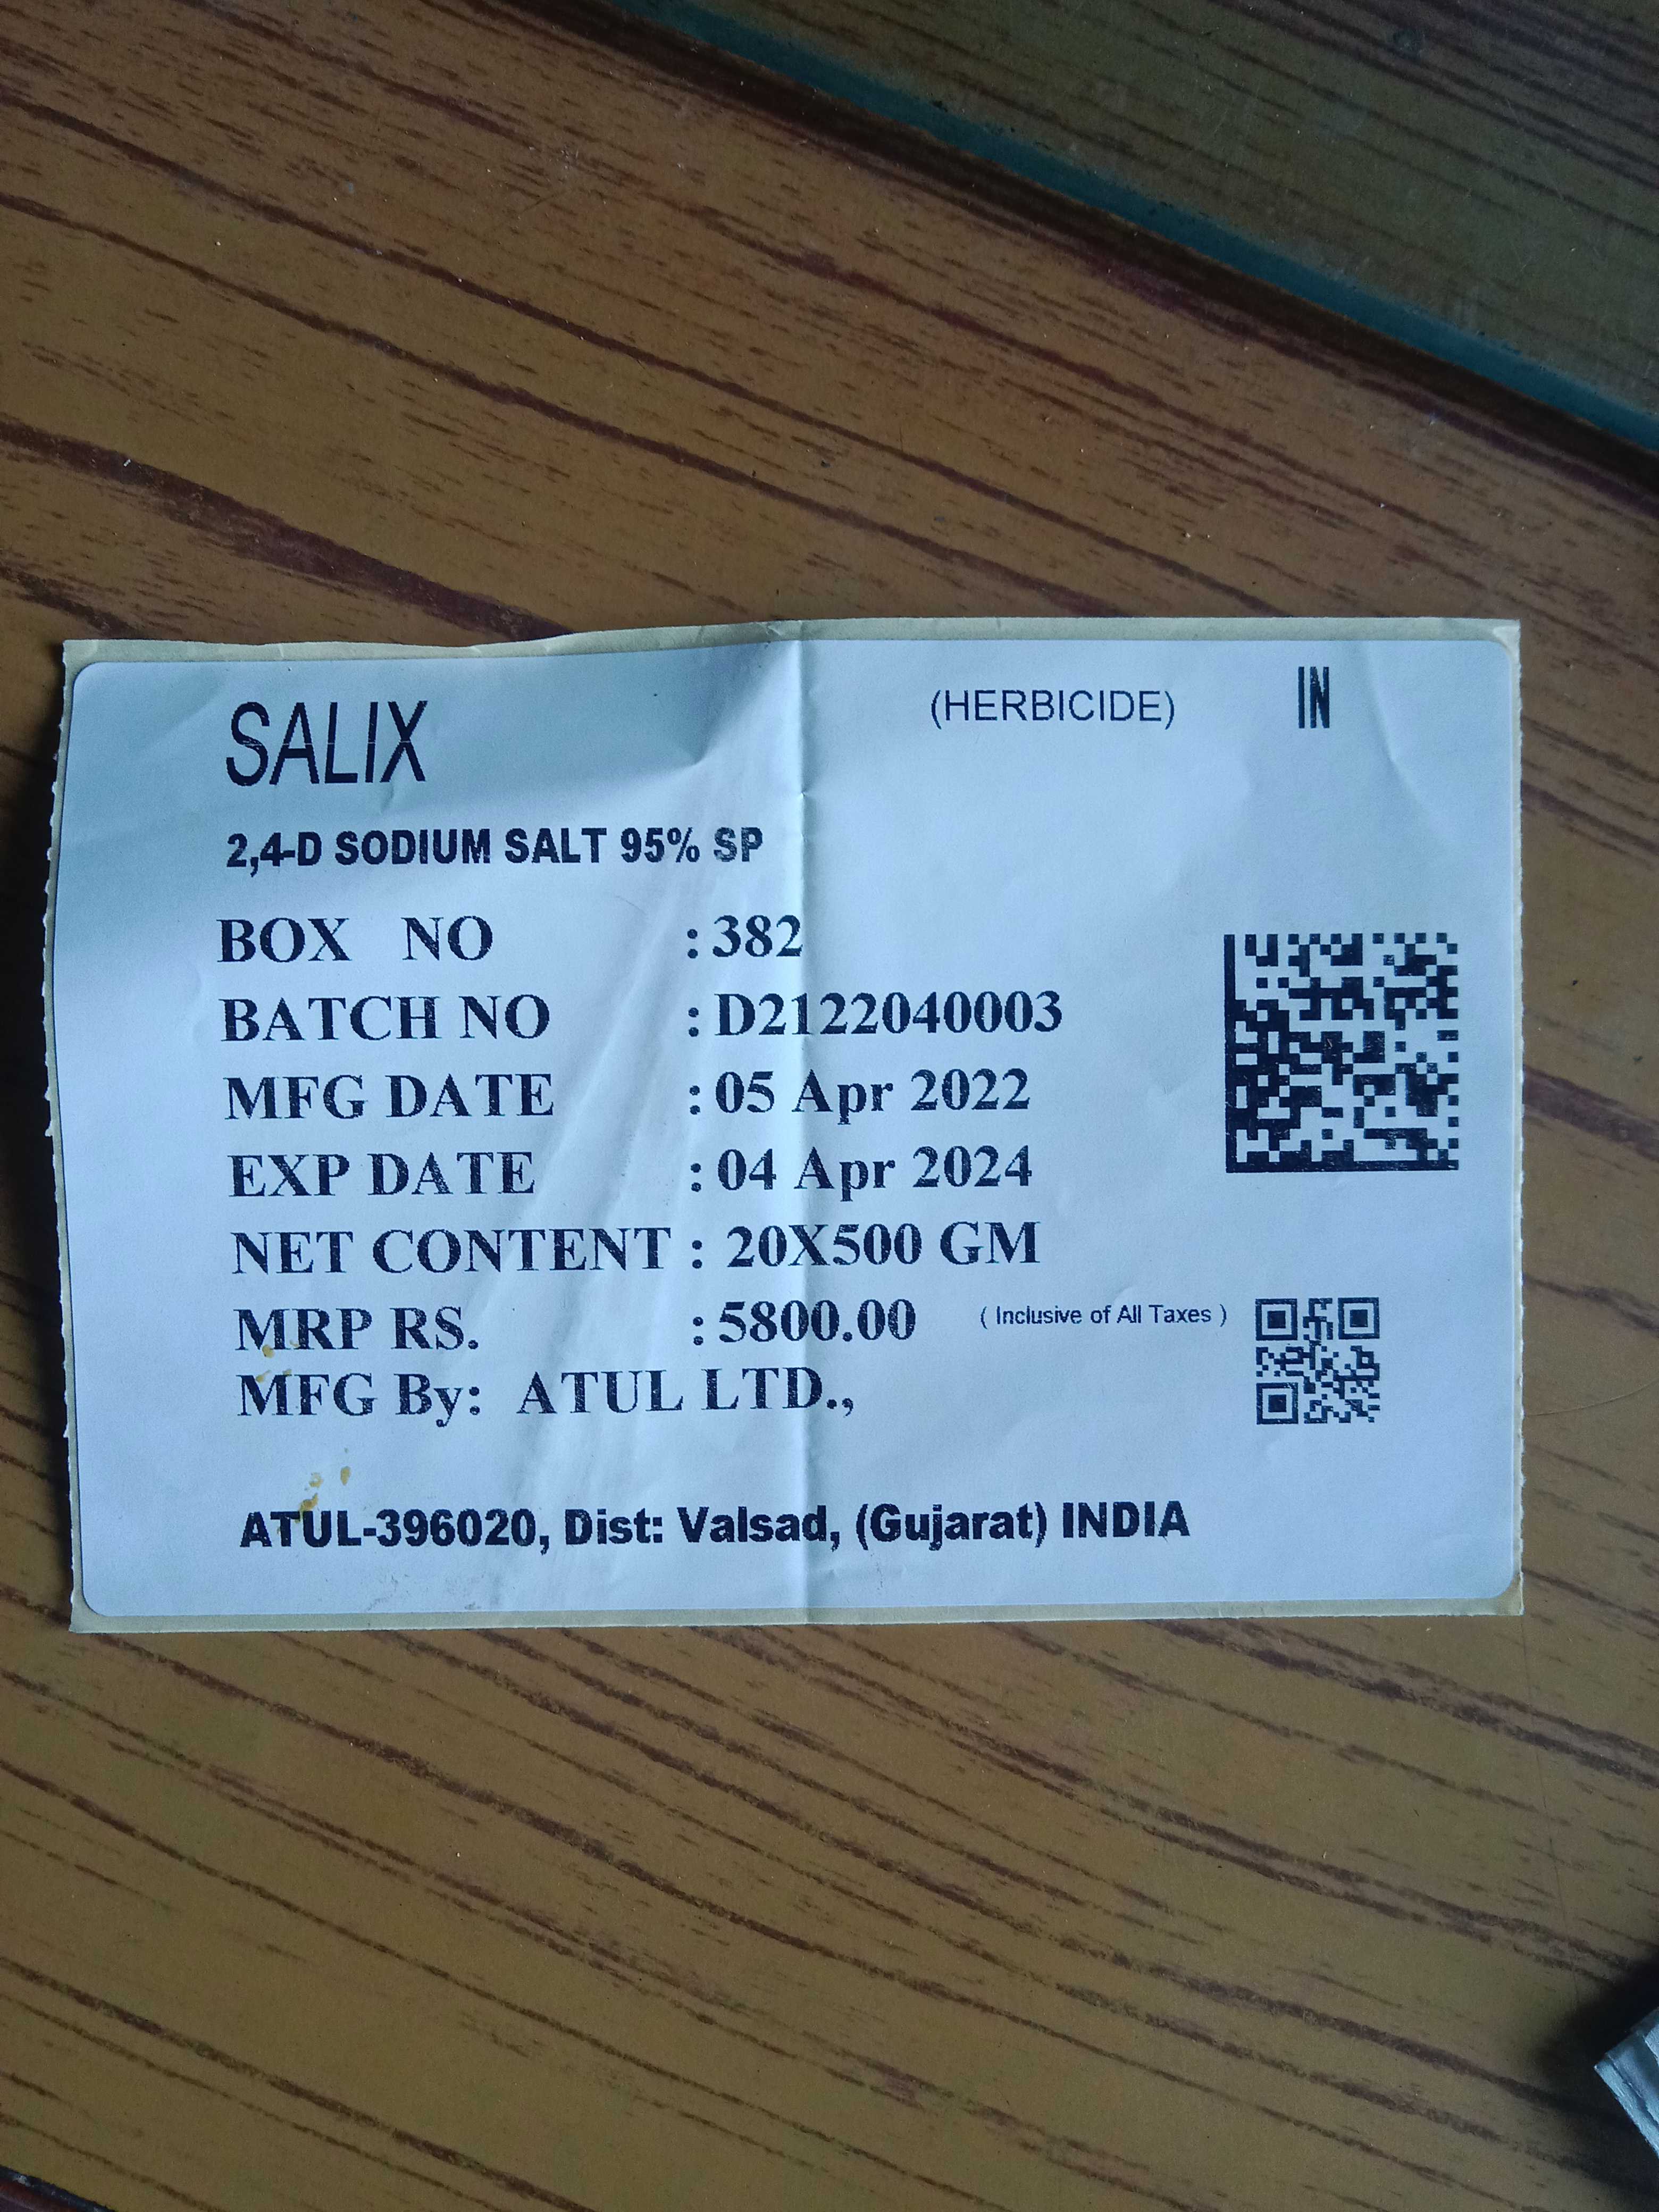 SALIX (HERBICIDE) IN
2,4-D SODIUM SALT 95% SP
BOX NO : 382
BATCH NO : D2122040003
MFG DATE : 05 Apr 2022
EXP DATE : 04 Apr 2024
NET CONTENT : 20X500 GM
MRP RS. : 5800.00 ( Inclusive of All Taxes )
MFG By: ATUL LTD.,
ATUL-396020, Dist: Valsad, (Gujarat) INDIA